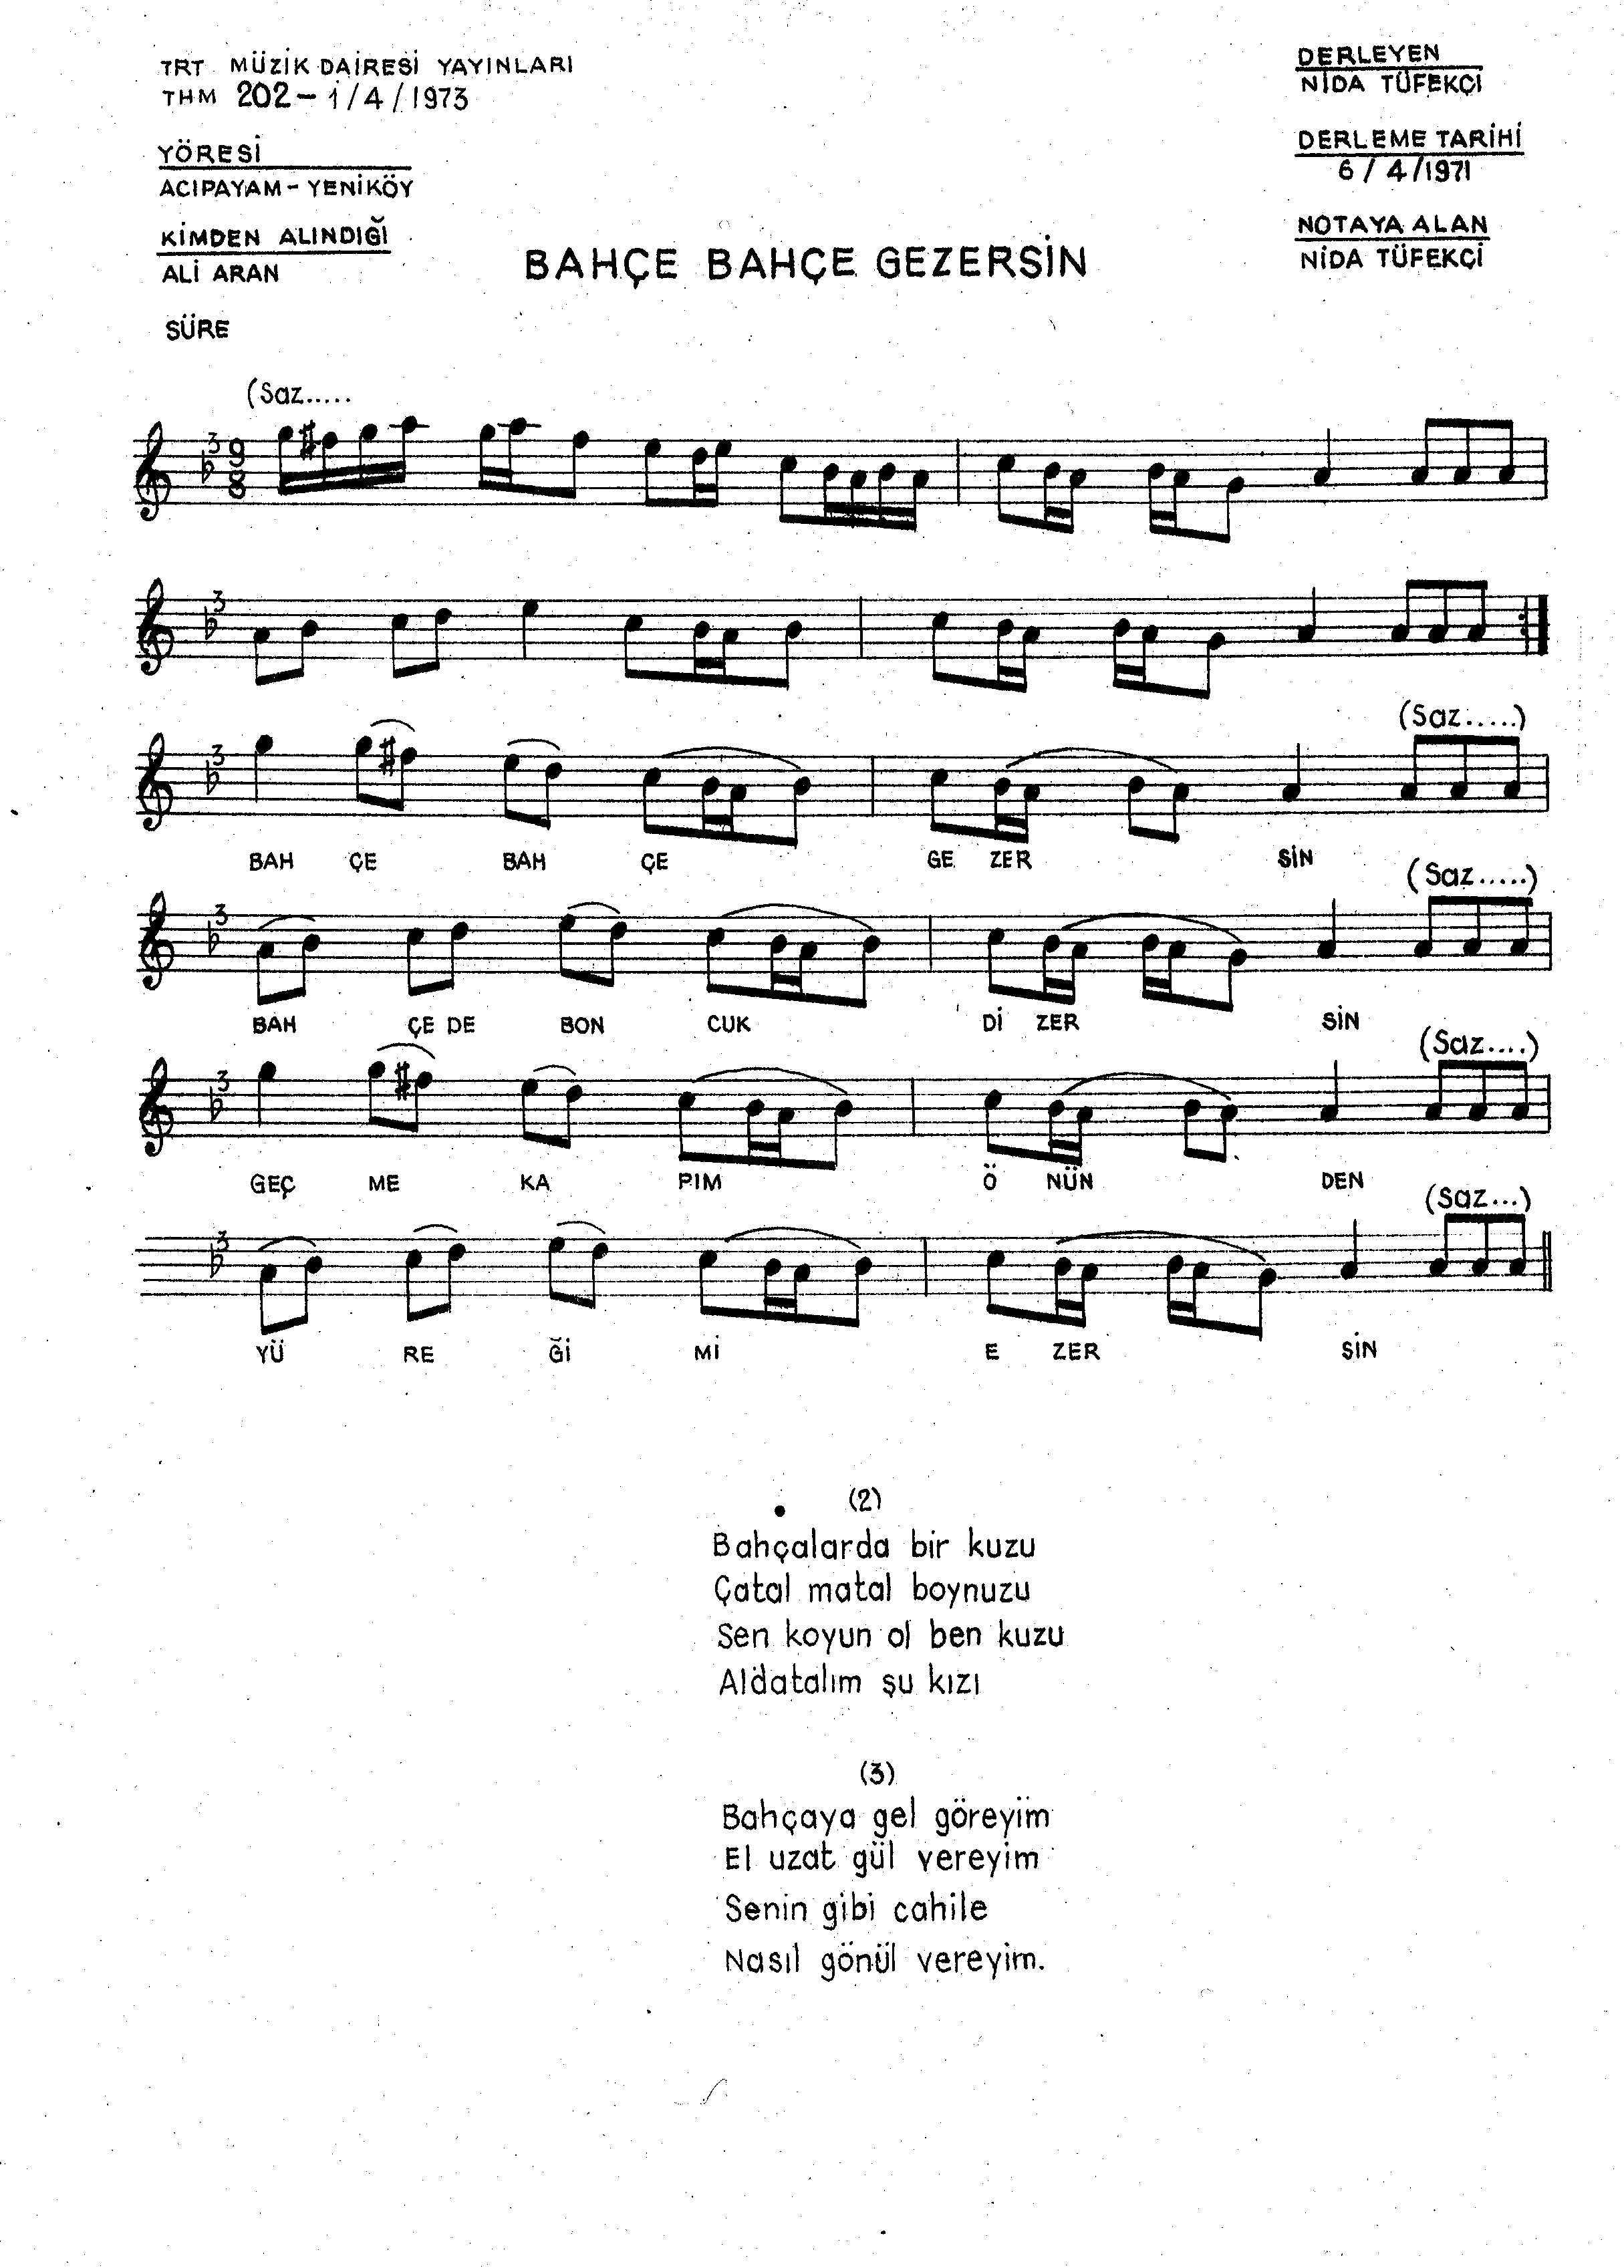 TRT MÜZİK DAİRESİ YAYINLARI
THM 202 - 1/4/1973
YÖRESİ
ACIPAYAM - YENİKÖY
KİMDEN ALINDIĞI
ALİ ARAN
SÜRE
DERLEYEN
NİDA TÜFEKÇİ
DERLEME TARİHİ
6/4/1971
NOTAYA ALAN
NİDA TÜFEKÇİ
BAHÇE BAHÇE GEZERSİN
(Saz.....
3 9 8
3
(Saz.....)
3
BAH ÇE BAH ÇE GE ZER SİN
(Saz.....)
3
BAH ÇE DE BON CUK Dİ ZER SİN
(Saz....)
3
GEÇ ME KA PIM Ö NÜN DEN
(Saz...)
3
YÜ RE Ğİ Mİ E ZER SİN
(2)
Bahçalarda bir kuzu
Çatal matal boynuzu
Sen koyun ol ben kuzu
Aldatalım şu kızı
(3)
Bahçaya gel göreyim
El uzat gül vereyim
Senin gibi cahile
Nasıl gönül vereyim.